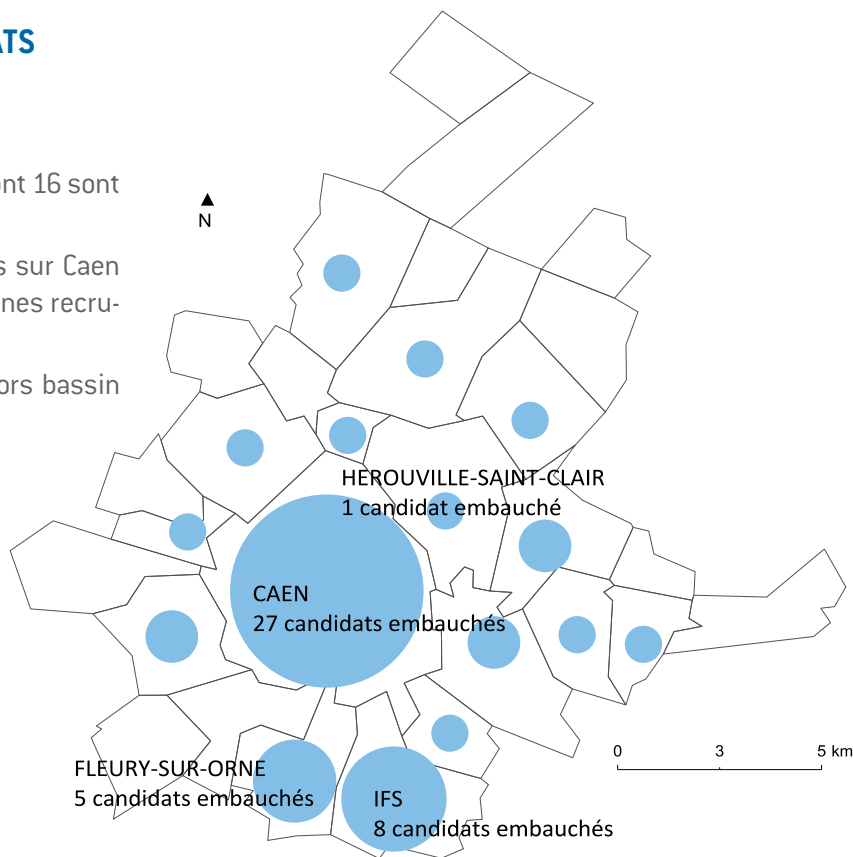 ATS
ont 16 sont
s sur Caen
nes recru-
ors bassin
N
HEROUVILLE-SAINT-CLAIR
1 candidat embauché
CAEN
27 candidats embauchés
FLEURY-SUR-ORNE
5 candidats embauchés
IFS
8 candidats embauchés
0 3 5 km